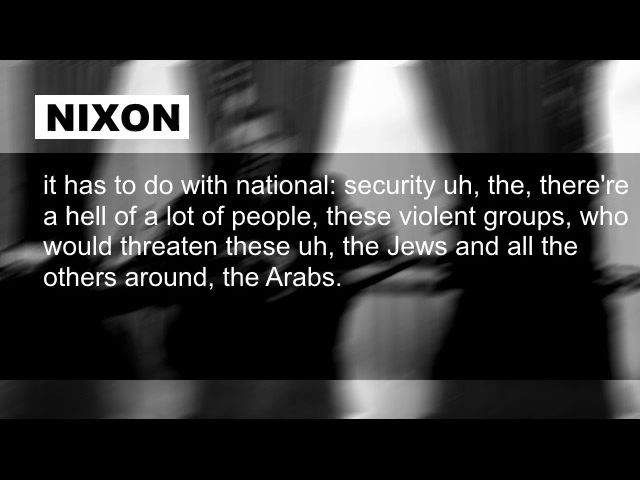 NIXON
it has to do with national: security uh, the, there're
a hell of a lot of people, these violent groups, who
would threaten these uh, the Jews and all the
others around, the Arabs.